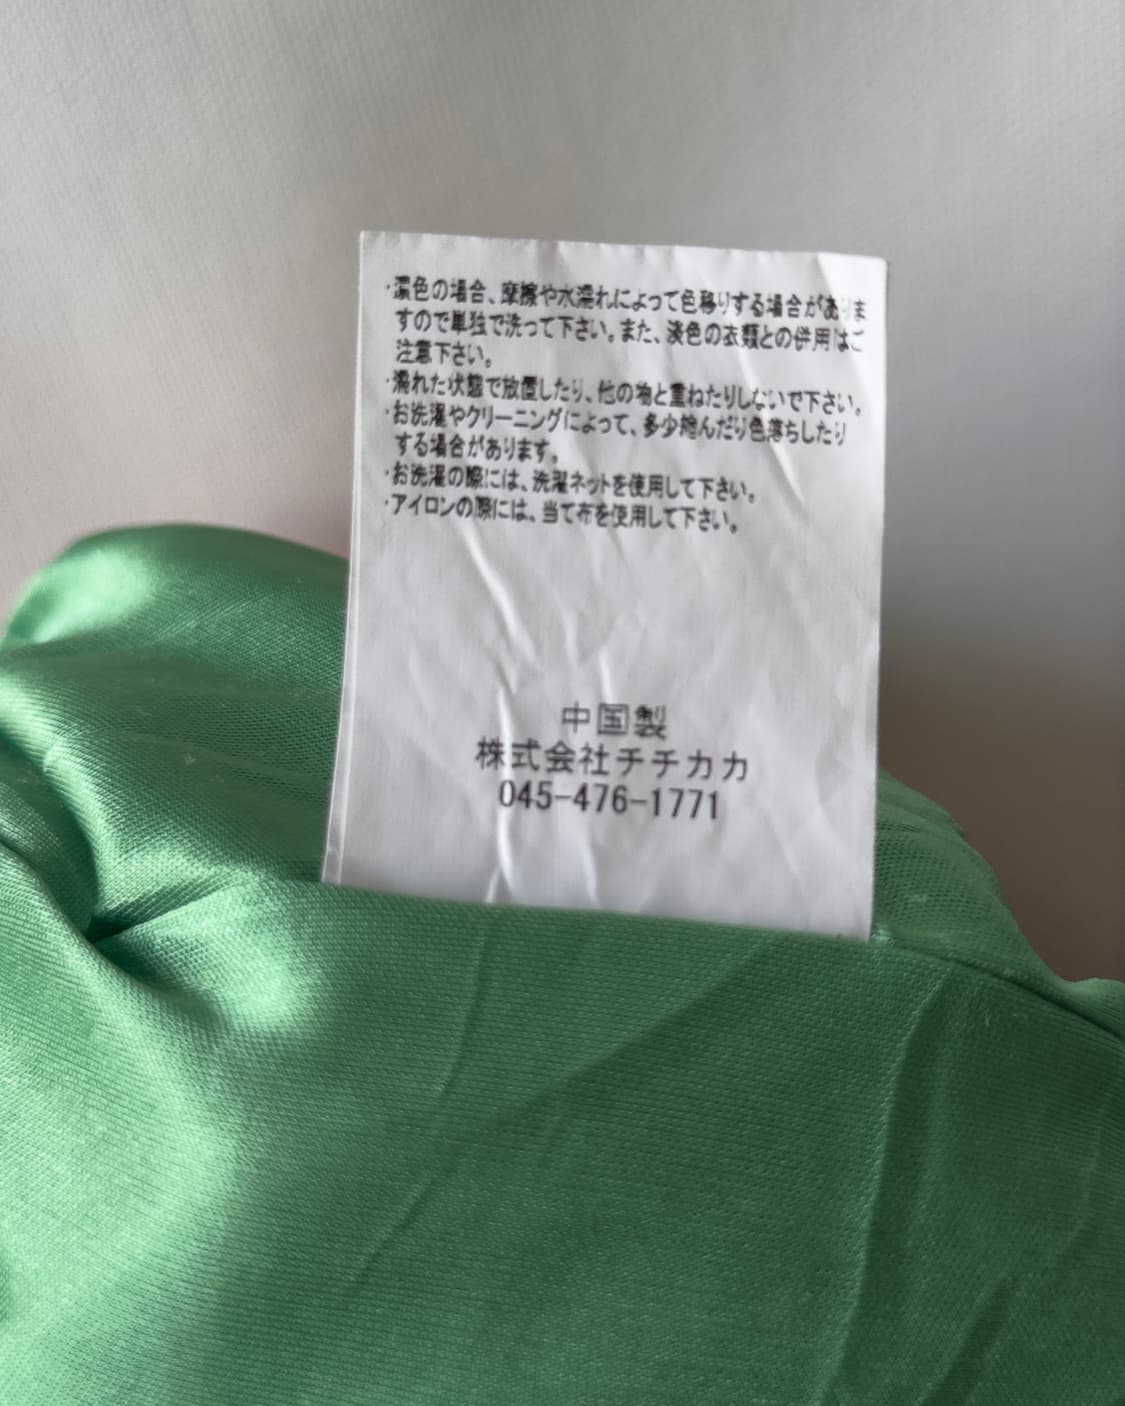 ・濃色の場合、摩擦や水濡れによって色移りする場合がありま
すので単独で洗って下さい。また、淡色の衣類との併用はご
注意下さい。
・濡れた状態で放置したり、他の物と重ねたりしないで下さい。
・お洗濯やクリーニングによって、多少縮んだり色落ちしたり
する場合があります。
・お洗濯の際には、洗濯ネットを使用して下さい。
・アイロンの際には、当て布を使用して下さい。
中国製
株式会社チチカカ
045-476-1771